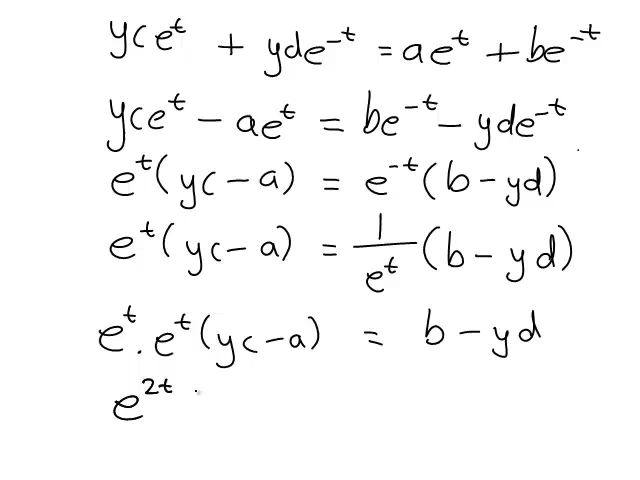 yce^t + yde^-t = ae^t + be^-t
yce^t - ae^t = be^-t - yde^-t
e^t(yc - a) = e^-t(b - yd)
e^t(yc - a) = 1/e^t (b - yd)
e^t . e^t(yc - a) = b - yd
e^2t